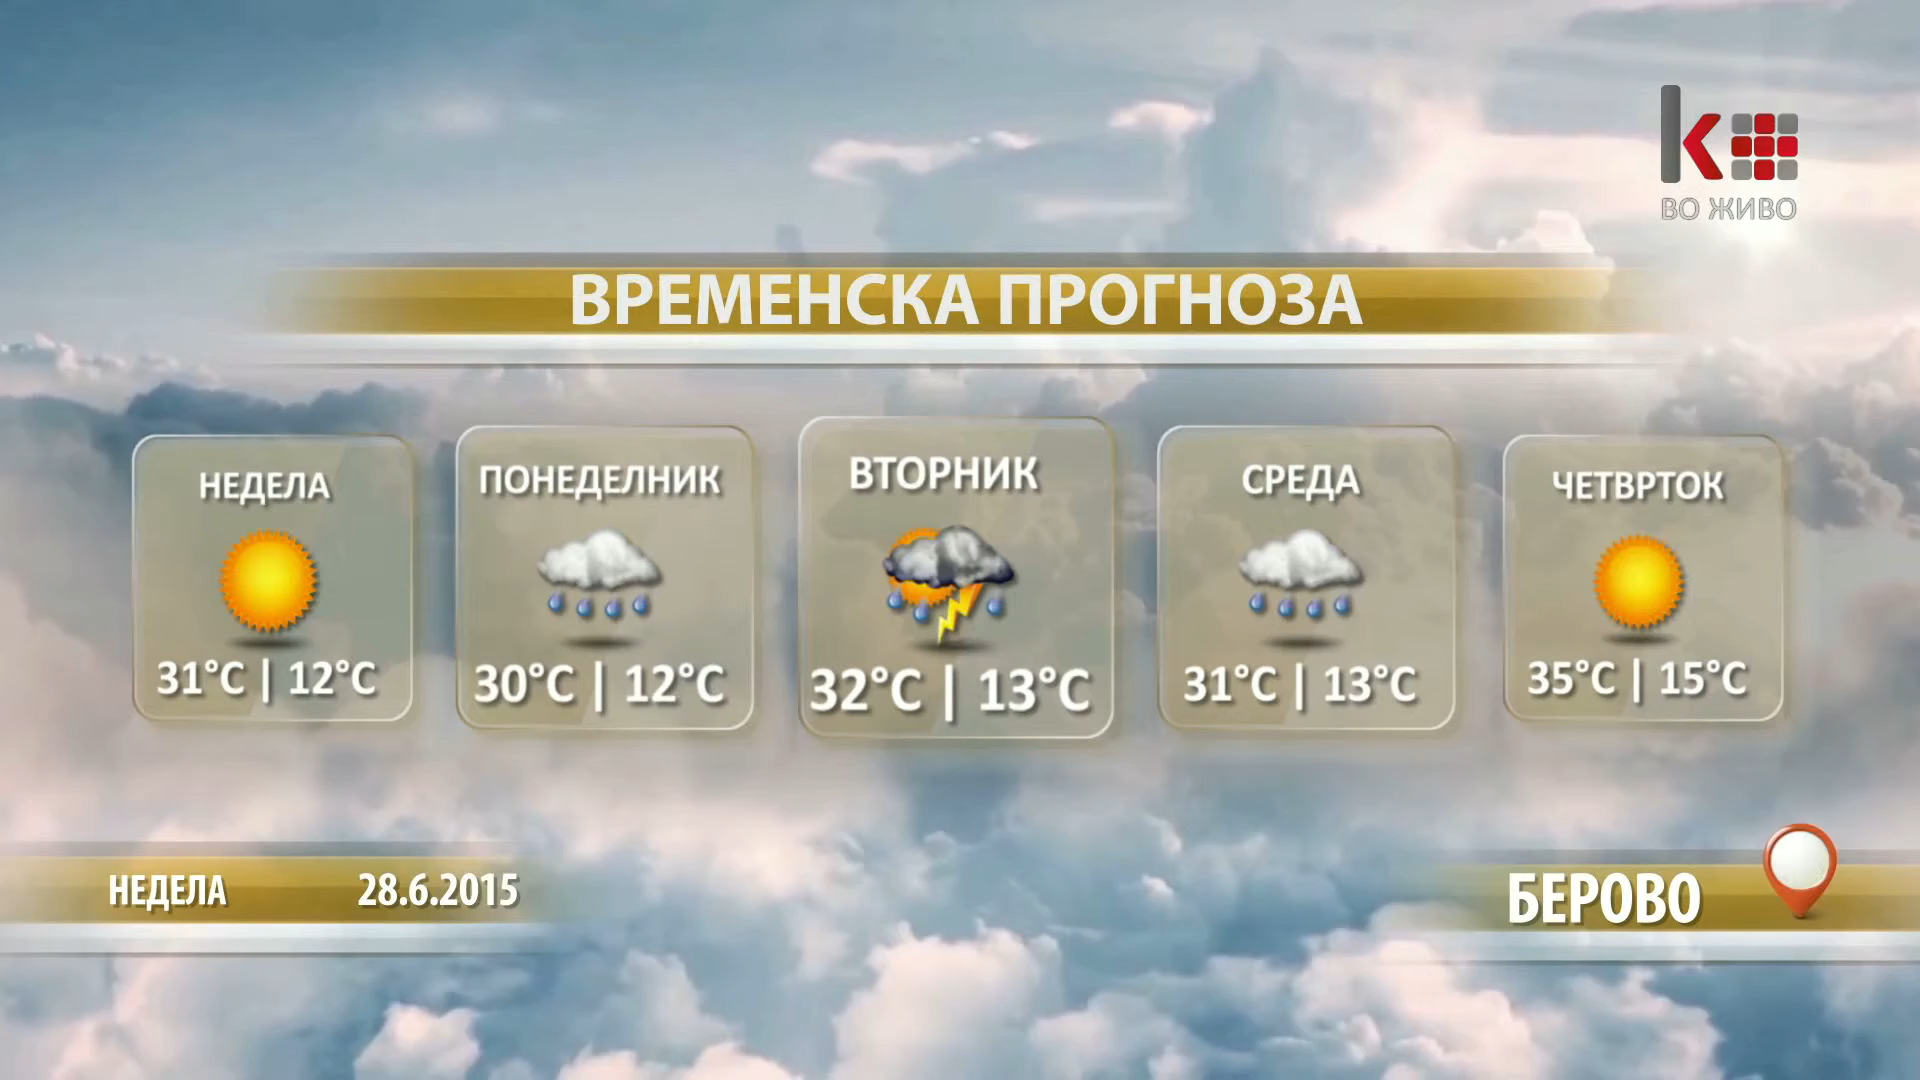 k
ВО ЖИВО
ВРЕМЕНСКА ПРОГНОЗА
НЕДЕЛА
31°C | 12°C
ПОНЕДЕЛНИК
30°C | 12°C
ВТОРНИК
32°C | 13°C
СРЕДА
31°C | 13°C
ЧЕТВРТОК
35°C | 15°C
НЕДЕЛА 28.6.2015
БЕРОВО